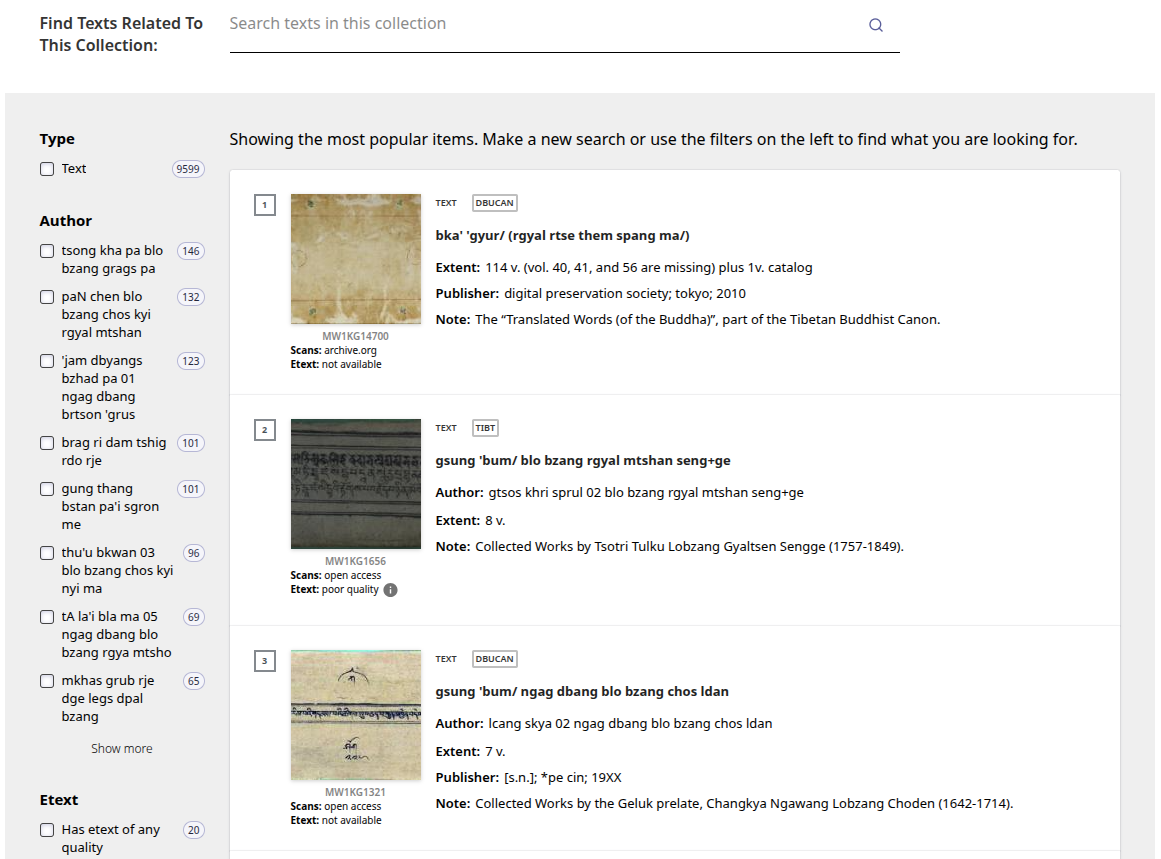 Find Texts Related To
This Collection:
Search texts in this collection
Type
Text 9599
Author
tsong kha pa blo 146
bzang grags pa
paN chen blo 132
bzang chos kyi
rgyal mtshan
'jam dbyangs 123
bzhad pa 01
ngag dbang
brtson 'grus
brag ri dam tshig 101
rdo rje
gung thang 101
bstan pa'i sgron
me
thu'u bkwan 03 96
blo bzang chos kyi
nyi ma
tA la'i bla ma 05 69
ngag dbang blo
bzang rgya mtsho
mkhas grub rje 65
dge legs dpal
bzang
Show more
Etext
Has etext of any 20
quality
Showing the most popular items. Make a new search or use the filters on the left to find what you are looking for.
1
TEXT DBUCAN
bka' 'gyur/ (rgyal rtse them spang ma/)
Extent: 114 v. (vol. 40, 41, and 56 are missing) plus 1v. catalog
Publisher: digital preservation society; tokyo; 2010
Note: The “Translated Words (of the Buddha)”, part of the Tibetan Buddhist Canon.
MW1KG14700
Scans: archive.org
Etext: not available
2
TEXT TIBT
gsung 'bum/ blo bzang rgyal mtshan seng+ge
Author: gtsos khri sprul 02 blo bzang rgyal mtshan seng+ge
Extent: 8 v.
Note: Collected Works by Tsotri Tulku Lobzang Gyaltsen Sengge (1757-1849).
MW1KG1656
Scans: open access
Etext: poor quality i
3
TEXT DBUCAN
gsung 'bum/ ngag dbang blo bzang chos ldan
Author: lcang skya 02 ngag dbang blo bzang chos ldan
Extent: 7 v.
Publisher: [s.n.]; *pe cin; 19XX
Note: Collected Works by the Geluk prelate, Changkya Ngawang Lobzang Choden (1642-1714).
MW1KG1321
Scans: open access
Etext: not available